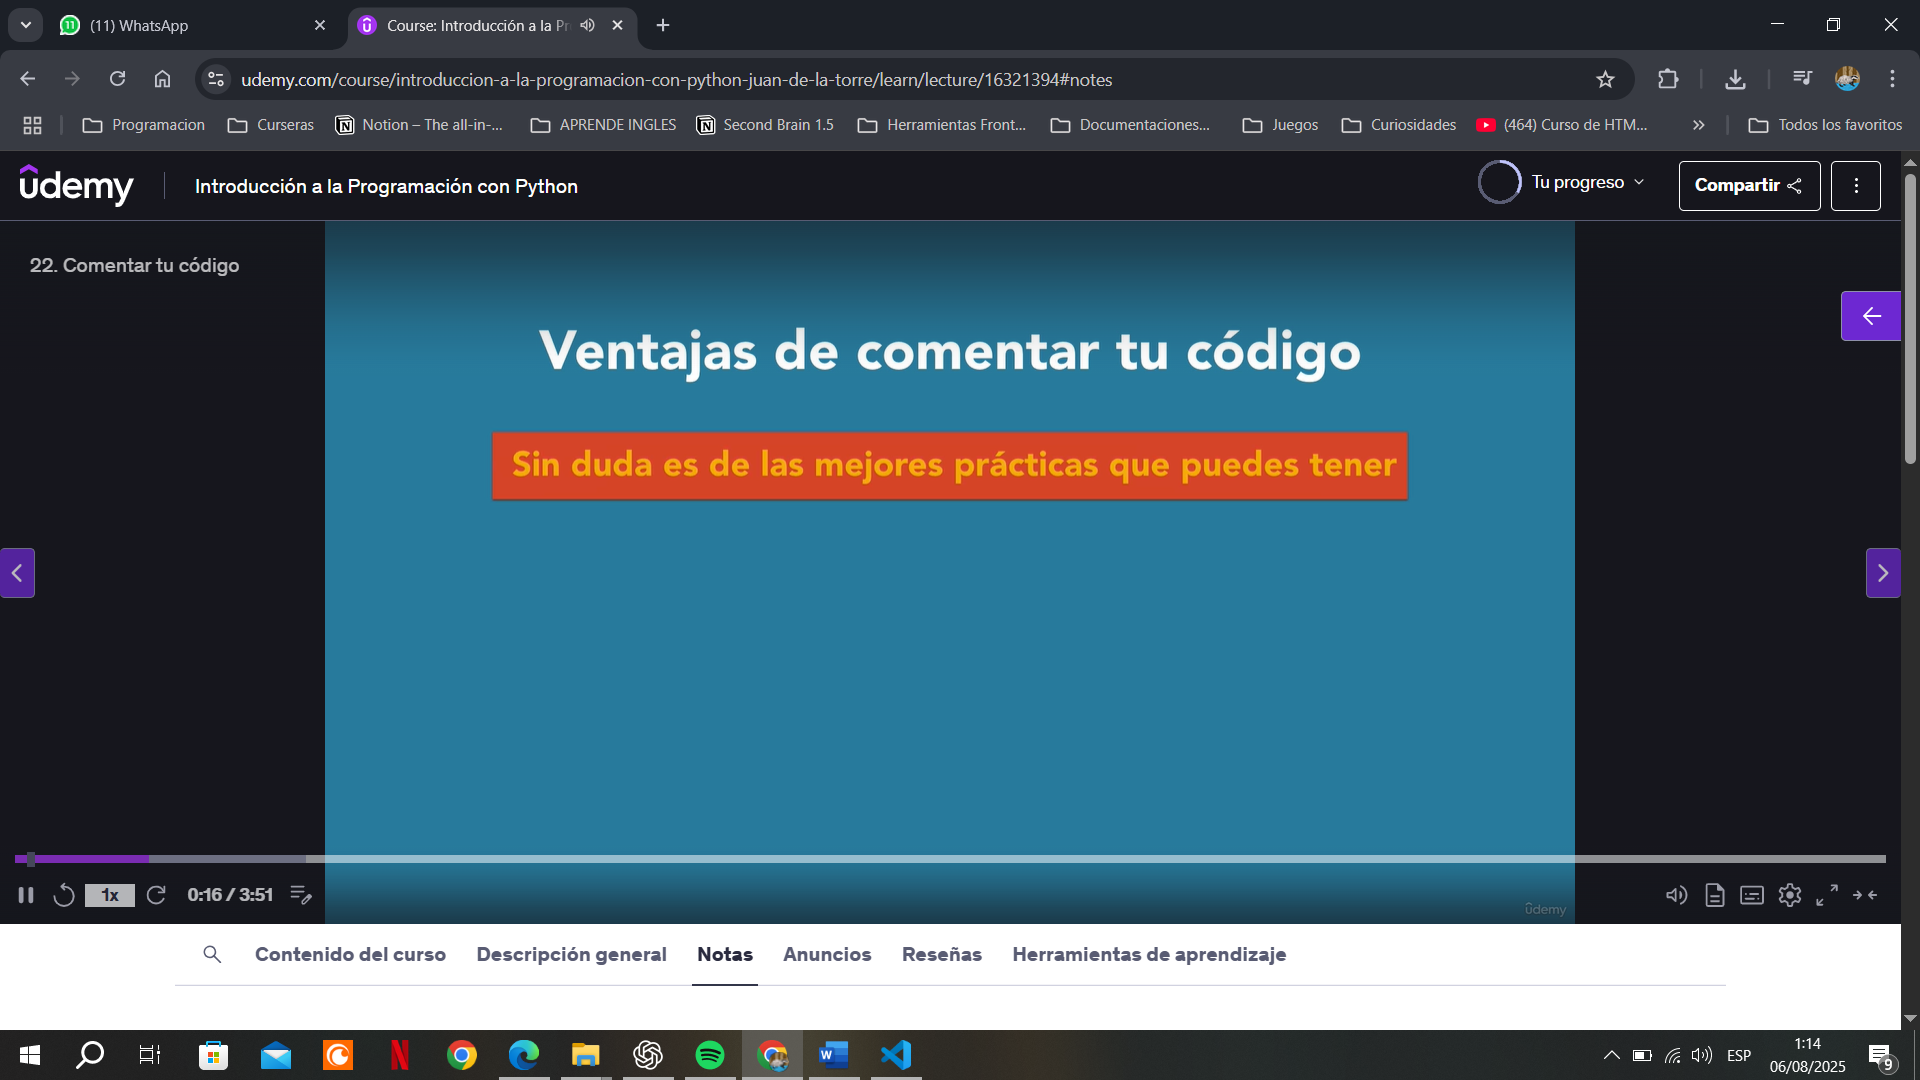 (11) WhatsApp
Course: Introducción a la Pr
udemy.com/course/introduccion-a-la-programacion-con-python-juan-de-la-torre/learn/lecture/16321394#notes
Programacion
Curseras
Notion – The all-in-...
APRENDE INGLES
Second Brain 1.5
Herramientas Front...
Documentaciones...
Juegos
Curiosidades
(464) Curso de HTM...
Todos los favoritos
udemy
Introducción a la Programación con Python
Tu progreso
Compartir
22. Comentar tu código
Ventajas de comentar tu código
Sin duda es de las mejores prácticas que puedes tener
1x
0:16 / 3:51
udemy
Contenido del curso
Descripción general
Notas
Anuncios
Reseñas
Herramientas de aprendizaje
ESP
1:14
06/08/2025
9